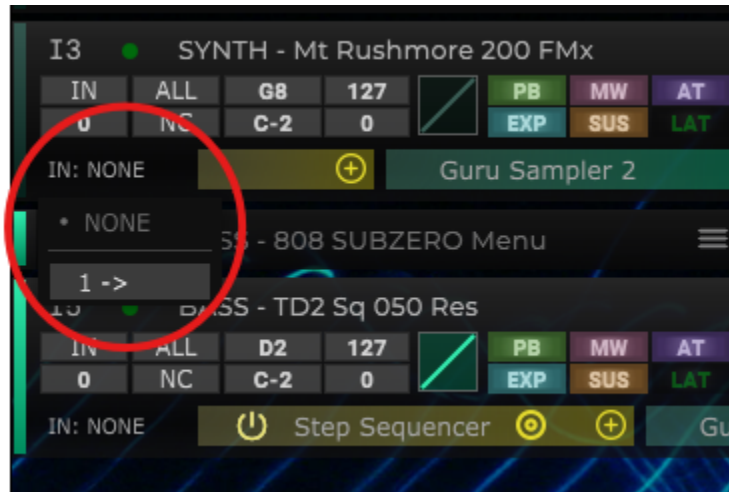 I3 SYNTH - Mt Rushmore 200 FMx
IN ALL G8 127 PB MW AT
0 NC C-2 0 EXP SUS LAT
IN: NONE Guru Sampler 2
• NONE
- 808 SUBZERO Menu
1 ->
BASS - TD2 Sq 050 Res
IN ALL D2 127 PB MW AT
0 NC C-2 0 EXP SUS LAT
IN: NONE Step Sequencer Gu